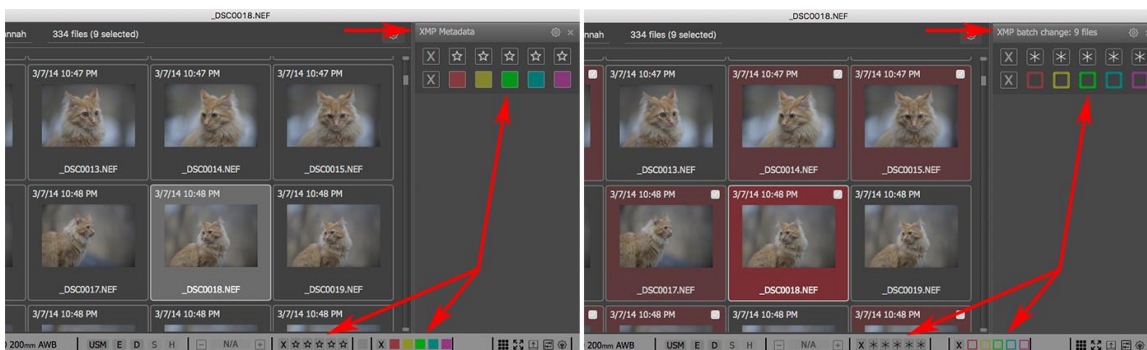 _DSC0018.NEF
nnah 334 files (9 selected)
XMP Metadata
X
X
3/7/14 10:47 PM 3/7/14 10:47 PM 3/7/14 10:47 PM
_DSC0013.NEF _DSC0014.NEF _DSC0015.NEF
3/7/14 10:48 PM 3/7/14 10:48 PM 3/7/14 10:48 PM
_DSC0017.NEF _DSC0018.NEF _DSC0019.NEF
3/7/14 10:48 PM 3/7/14 10:48 PM 3/7/14 10:48 PM
200mm AWB USM E D S H N/A X X
_DSC0018.NEF
nnah 334 files (9 selected)
XMP batch change: 9 files
X
X
3/7/14 10:47 PM 3/7/14 10:47 PM 3/7/14 10:47 PM
_DSC0013.NEF _DSC0014.NEF _DSC0015.NEF
3/7/14 10:48 PM 3/7/14 10:48 PM 3/7/14 10:48 PM
_DSC0017.NEF _DSC0018.NEF _DSC0019.NEF
3/7/14 10:48 PM 3/7/14 10:48 PM 3/7/14 10:48 PM
200mm AWB USM E D S H N/A X X